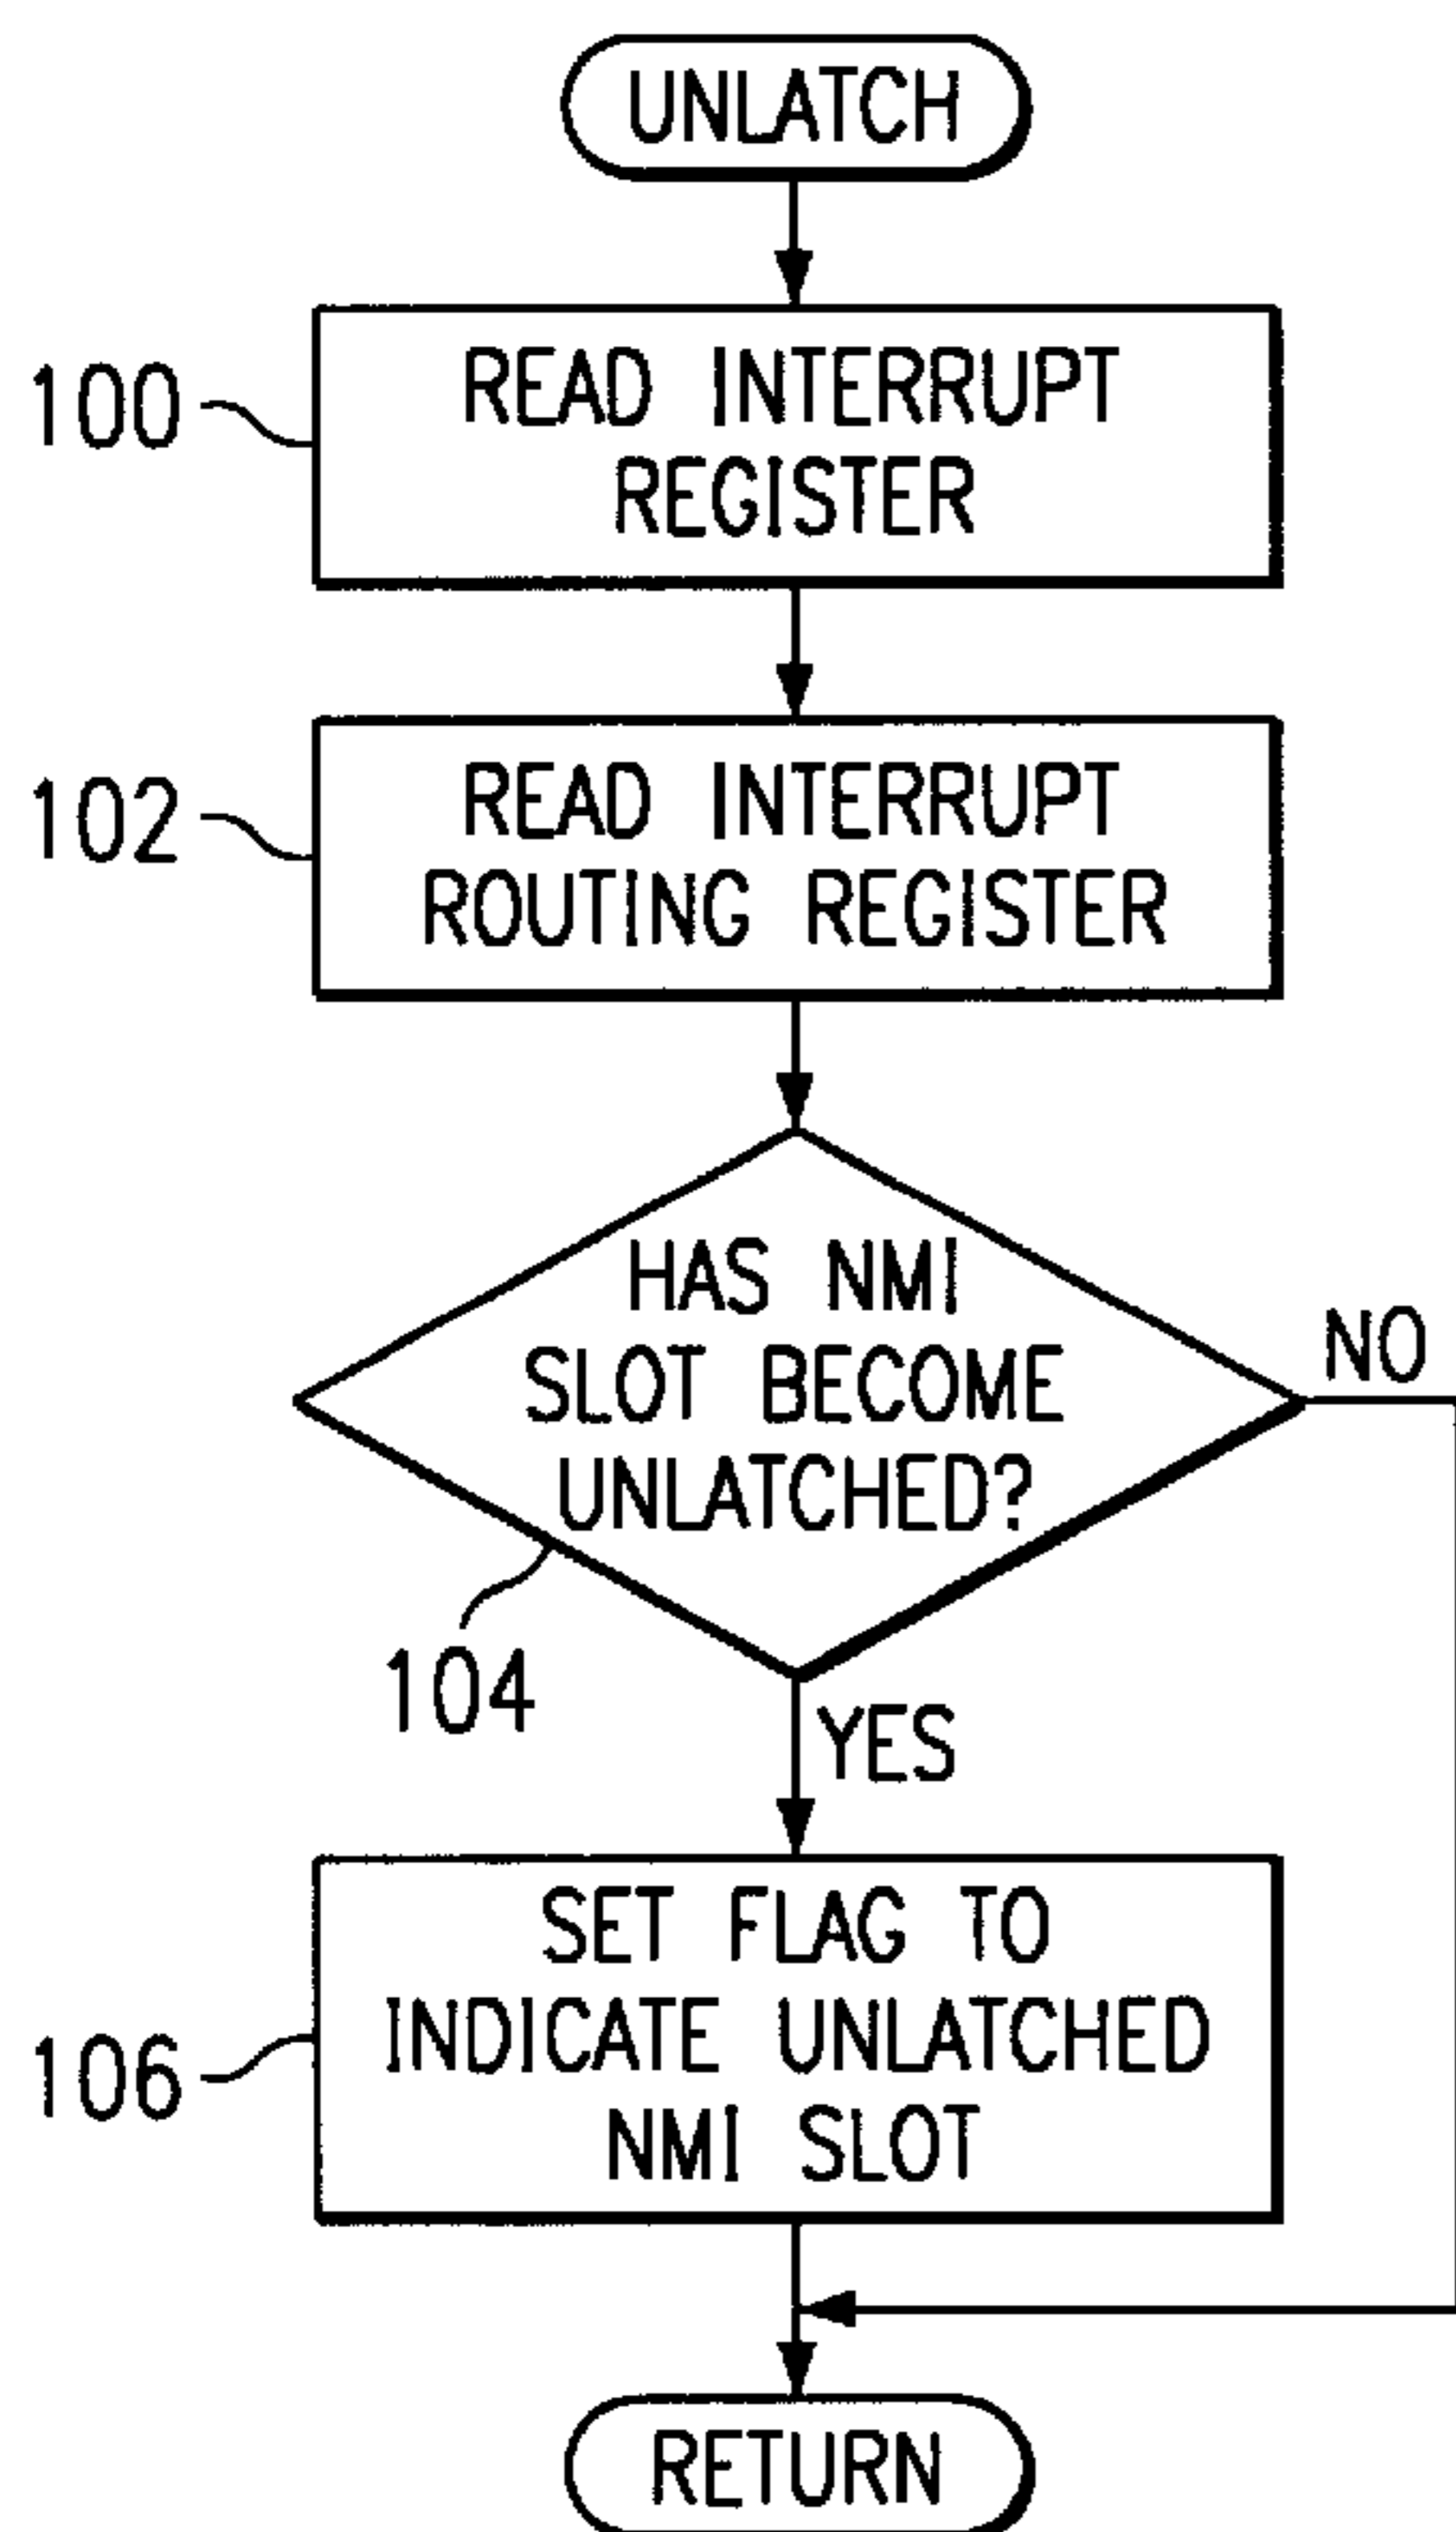 UNLATCH
100
READ INTERRUPT
REGISTER
102
READ INTERRUPT
ROUTING REGISTER
HAS NMI
SLOT BECOME
UNLATCHED?
NO
104
YES
106
SET FLAG TO
INDICATE UNLATCHED
NMI SLOT
RETURN